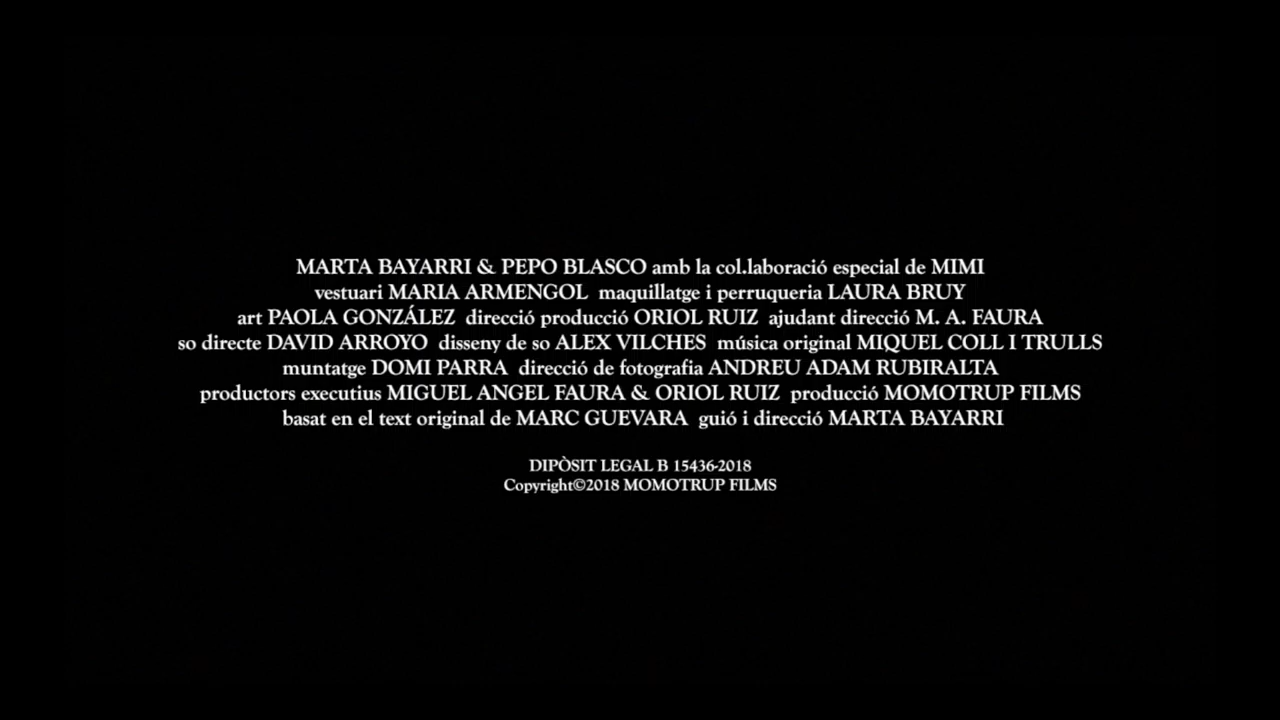 MARTA BAYARRI & PEPO BLASCO amb la col.laboració especial de MIMI
vestuari MARIA ARMENGOL maquillatge i perruqueria LAURA BRUY
art PAOLA GONZÁLEZ direcció producció ORIOL RUIZ ajudant direcció M. A. FAURA
so directe DAVID ARROYO disseny de so ALEX VILCHES música original MIQUEL COLL I TRULLS
muntatge DOMI PARRA direcció de fotografia ANDREU ADAM RUBIRALTA
productors executius MIGUEL ANGEL FAURA & ORIOL RUIZ producció MOMOTRUP FILMS
basat en el text original de MARC GUEVARA guió i direcció MARTA BAYARRI
DIPÒSIT LEGAL B 15436-2018
Copyright©2018 MOMOTRUP FILMS